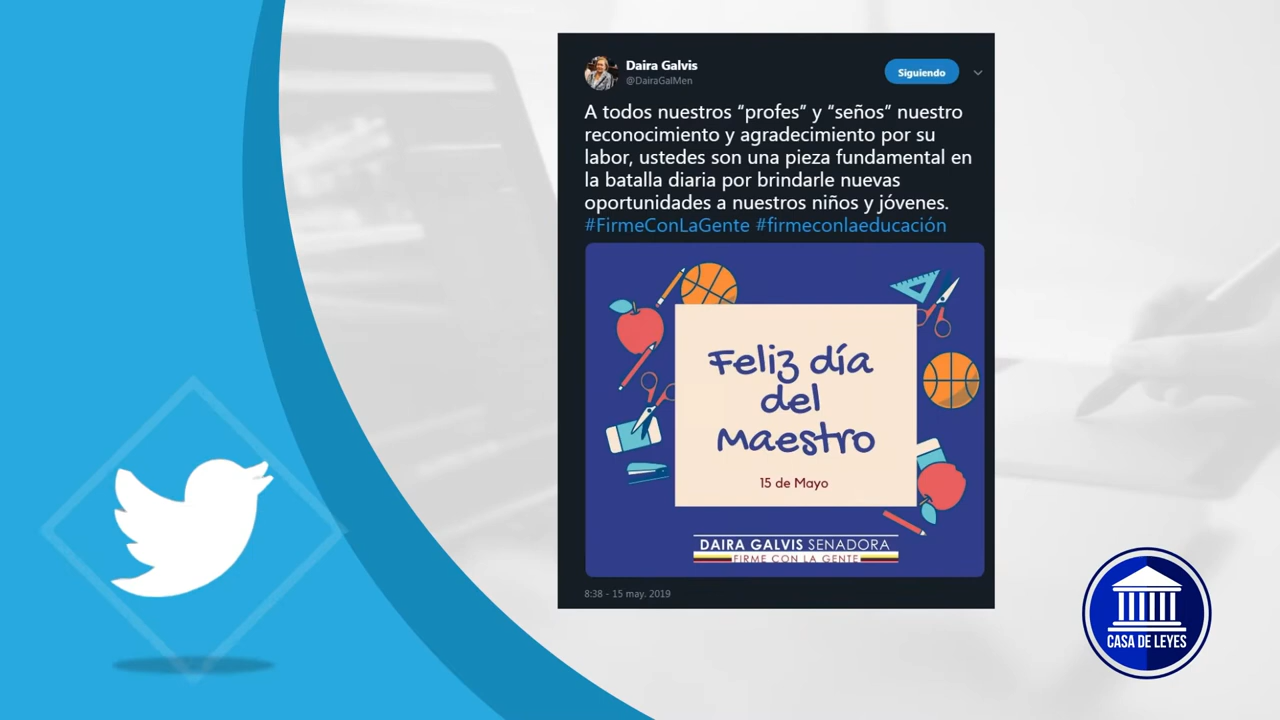 Daira Galvis
@DairaGalMen
Siguiendo
A todos nuestros “profes” y “seños” nuestro
reconocimiento y agradecimiento por su
labor, ustedes son una pieza fundamental en
la batalla diaria por brindarle nuevas
oportunidades a nuestros niños y jóvenes.
#FirmeConLaGente #firmeconlaeducación
Feliz día
del
Maestro
15 de Mayo
DAIRA GALVIS SENADORA
FIRME CON LA GENTE
8:38 - 15 may. 2019
CASA DE LEYES